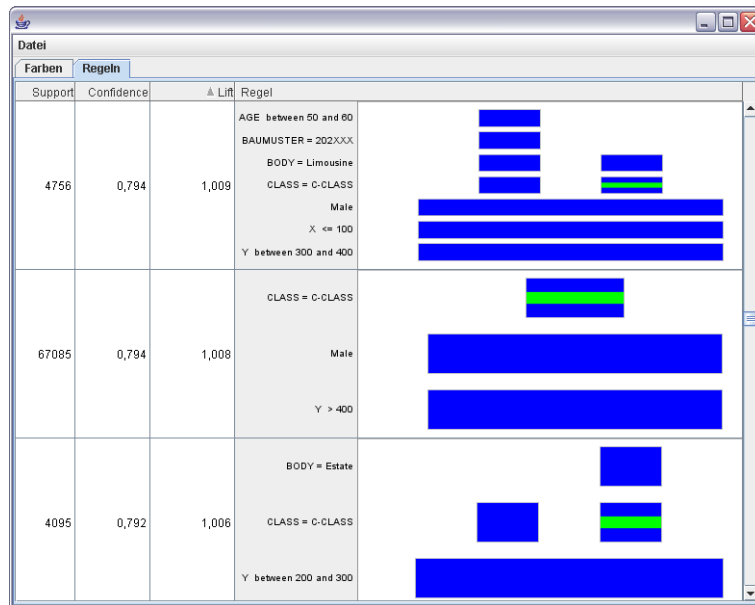 Datei
Farben Regeln
Support Confidence Lift Regel
AGE between 50 and 60
BAUMUSTER = 202XXX
BODY = Limousine
4756 0,794 1,009 CLASS = C-CLASS
Male
X <= 100
Y between 300 and 400
CLASS = C-CLASS
67085 0,794 1,008 Male
Y > 400
BODY = Estate
4095 0,792 1,006 CLASS = C-CLASS
Y between 200 and 300